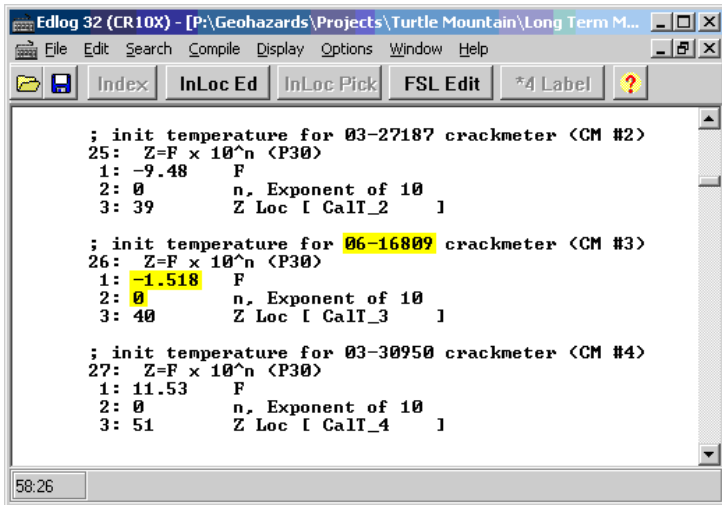 Edlog 32 (CR10X) - [P:\Geohazards\Projects\Turtle Mountain\Long Term M...
File Edit Search Compile Display Options Window Help
Index InLoc Ed InLoc Pick FSL Edit *4 Label ?
; init temperature for 03-27187 crackmeter (CM #2)
25: Z=F x 10^n (P30)
1: -9.48 F
2: 0 n, Exponent of 10
3: 39 Z Loc [ CalT_2 ]
; init temperature for 06-16809 crackmeter (CM #3)
26: Z=F x 10^n (P30)
1: -1.518 F
2: 0 n, Exponent of 10
3: 40 Z Loc [ CalT_3 ]
; init temperature for 03-30950 crackmeter (CM #4)
27: Z=F x 10^n (P30)
1: 11.53 F
2: 0 n, Exponent of 10
3: 51 Z Loc [ CalT_4 ]
58:26